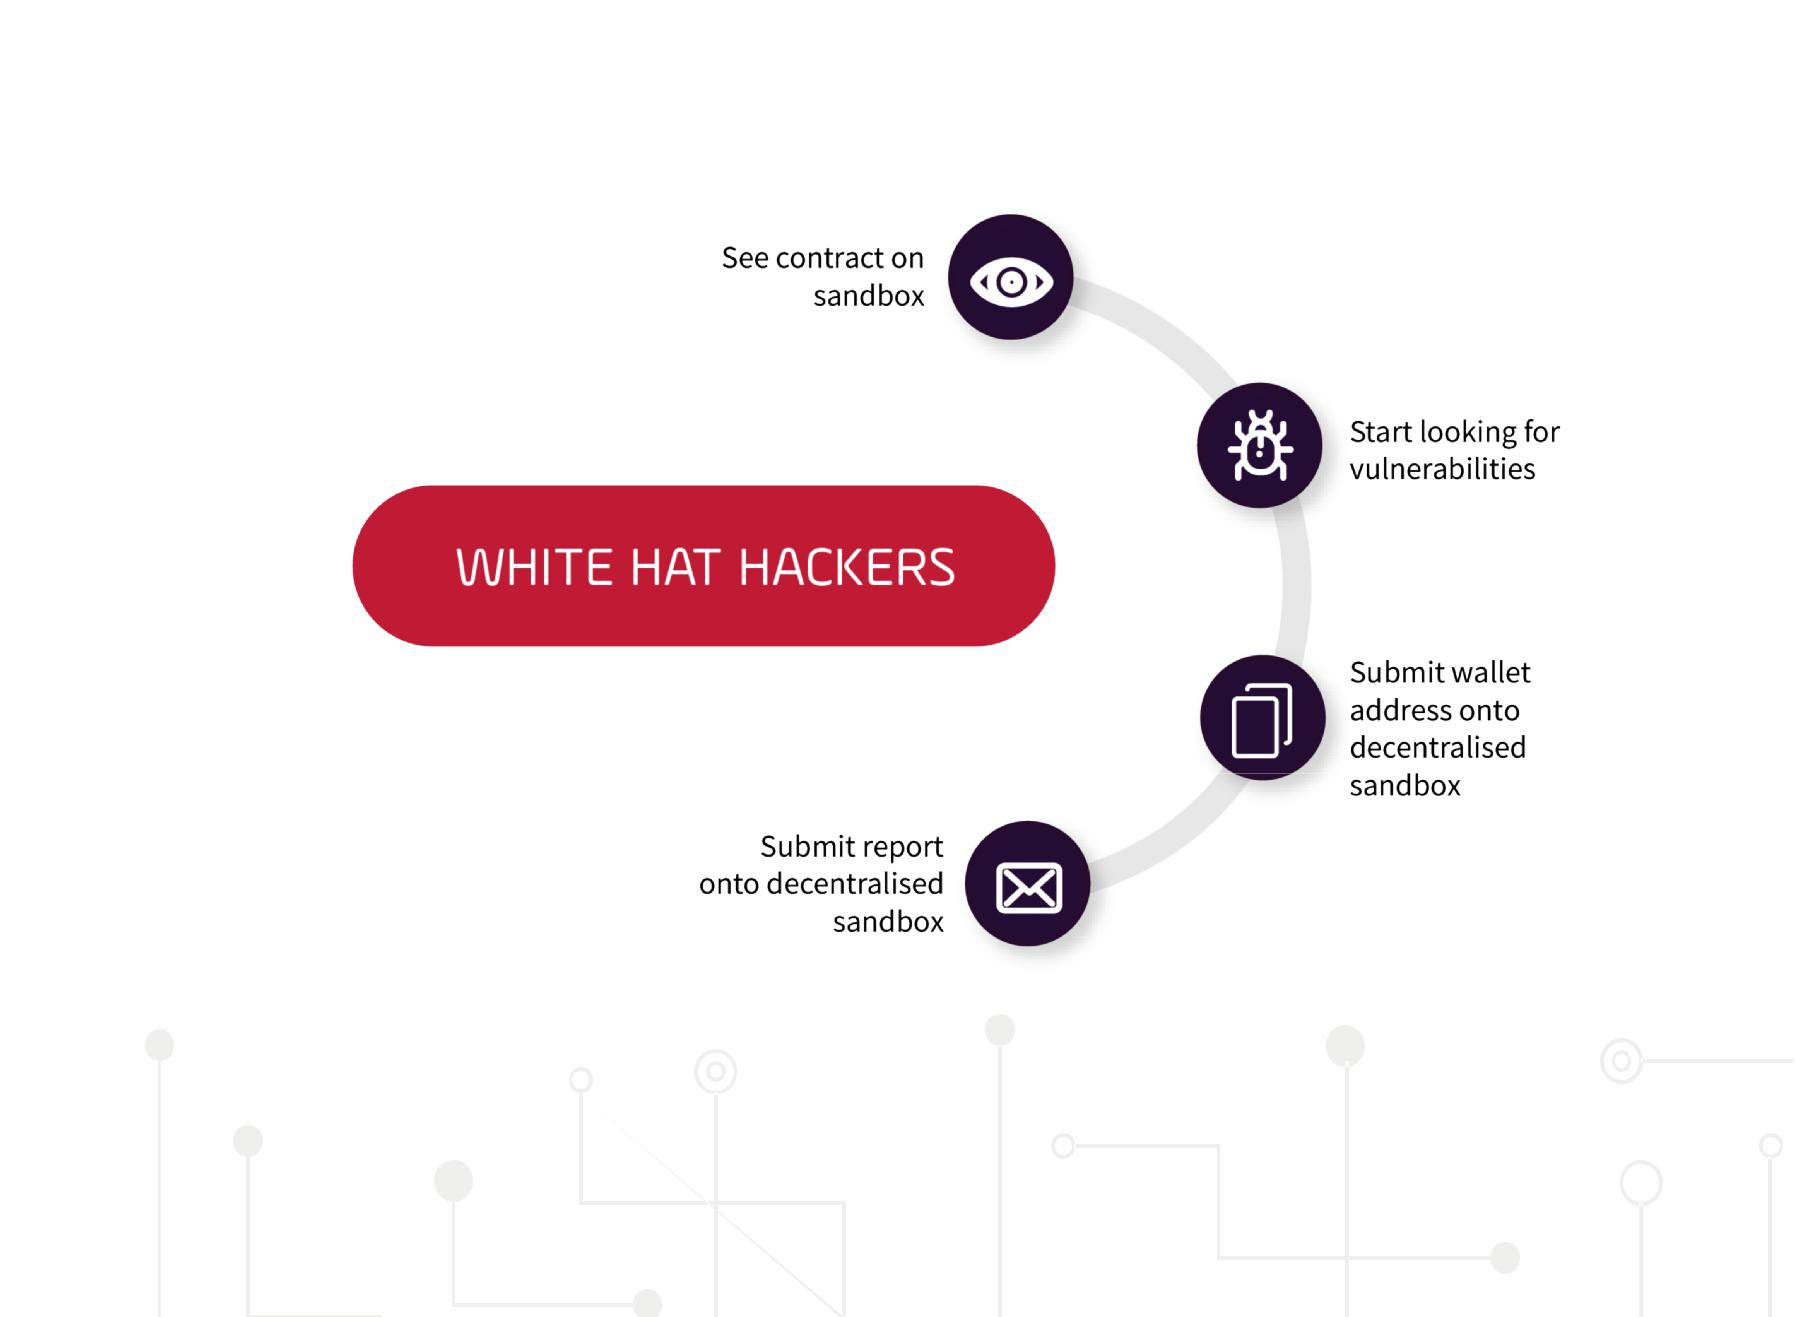 See contract on
sandbox
Start looking for
vulnerabilities
WHITE HAT HACKERS
Submit wallet
address onto
decentralised
sandbox
Submit report
onto decentralised
sandbox